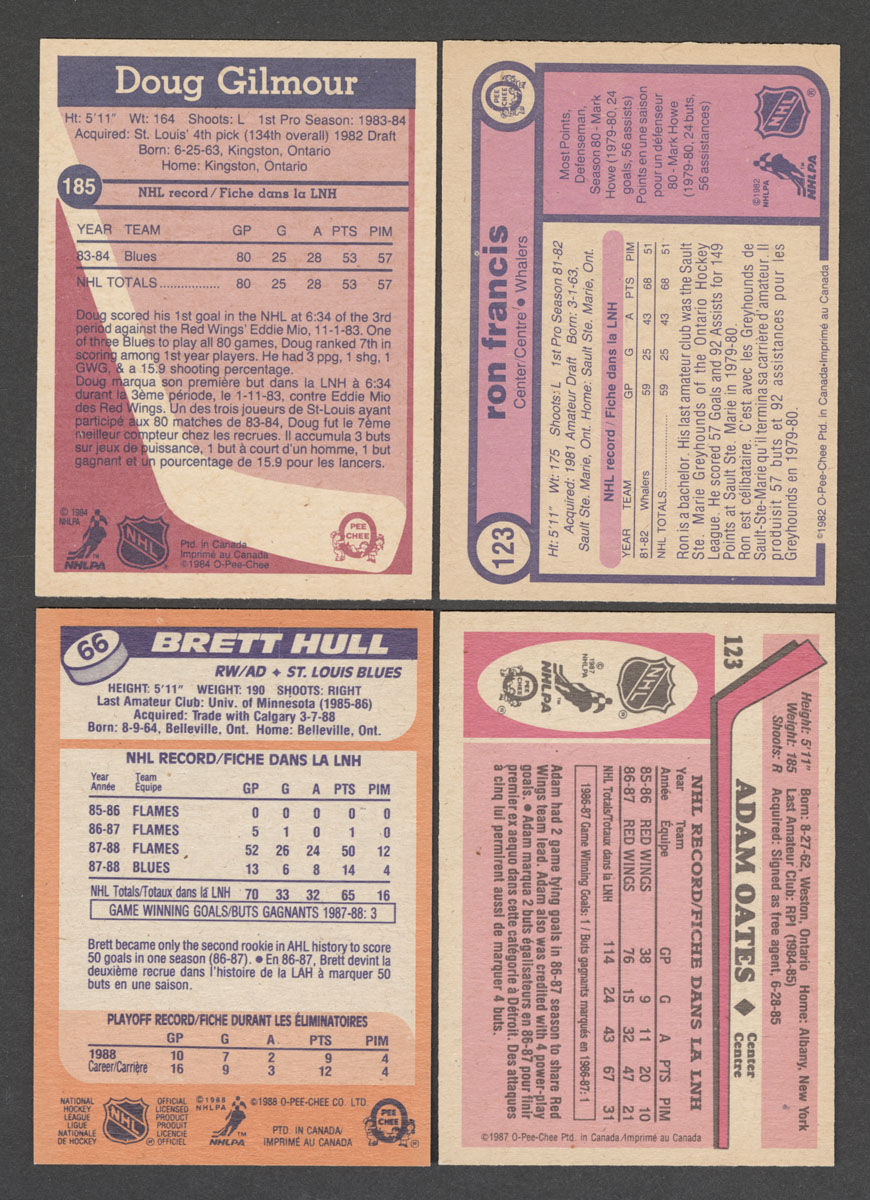 Doug Gilmour
Ht: 5'11" Wt: 164 Shoots: L 1st Pro Season: 1983-84
Acquired: St. Louis' 4th pick (134th overall) 1982 Draft
Born: 6-25-63, Kingston, Ontario
Home: Kingston, Ontario
185
NHL record/Fiche dans la LNH
YEAR TEAM GP G A PTS PIM
83-84 Blues 80 25 28 53 57
NHL TOTALS.................. 80 25 28 53 57
Doug scored his 1st goal in the NHL at 6:34 of the 3rd
period against the Red Wings' Eddie Mio, 11-1-83. One
of three Blues to play all 80 games, Doug ranked 7th in
scoring among 1st year players. He had 3 ppg, 1 shg, 1
GWG, & a 15.9 shooting percentage.
Doug marqua son première but dans la LNH à 6:34
durant la 3ème période, le 1-11-83, contre Eddie Mio
des Red Wings. Un des trois joueurs de St-Louis ayant
participé aux 80 matches de 83-84, Doug fut le 7ème
meilleur compteur chez les recrues. Il accumula 3 buts
sur jeux de puissance, 1 but à court d'un homme, 1 but
gagnant et un pourcentage de 15.9 pour les lancers.
© 1984
NHLPA
NHLPA
NHL
Ptd. in Canada
Imprimé au Canada
©1984 O-Pee-Chee
O PEE CHEE
123
ron francis
Center/Centre/• Whalers
O PEE CHEE
Ht: 5'11" Wt: 175 Shoots: L 1st Pro Season 81-82
Acquired: 1981 Amateur Draft Born: 3-1-63,
Sault Ste. Marie, Ont. Home: Sault Ste. Marie, Ont.
NHL record/Fiche dans la LNH
YEAR TEAM GP G A PTS PIM
81-82 Whalers 59 25 43 68 51
NHL TOTALS.................. 59 25 43 68 51
Ron is a bachelor. His last amateur club was the Sault
Ste. Marie Greyhounds of the Ontario Hockey
League. He scored 57 Goals and 92 Assists for 149
Points at Sault Ste. Marie in 1979-80.
Ron est célibataire. C'est avec les Greyhounds de
Sault-Ste-Marie qu'il termina sa carrière d'amateur. Il
produisit 57 buts et 92 assistances pour les
Greyhounds en 1979-80.
Most Points,
Defenseman,
Season 80 - Mark
Howe (1979-80, 24
goals, 56 assists)
Points en une saison
pour un défenseur
80 - Mark Howe
(1979-80, 24 buts,
56 assistances)
©1982
NHLPA
NHLPA
NHL
®
©1982 O-Pee-Chee Ptd. in Canada•Imprimé au Canada
66
BRETT HULL
RW/AD ✦ ST. LOUIS BLUES
HEIGHT: 5'11" WEIGHT: 190 SHOOTS: RIGHT
Last Amateur Club: Univ. of Minnesota (1985-86)
Acquired: Trade with Calgary 3-7-88
Born: 8-9-64, Belleville, Ont. Home: Belleville, Ont.
NHL RECORD/FICHE DANS LA LNH
Year Team
Année Équipe GP G A PTS PIM
85-86 FLAMES 0 0 0 0 0
86-87 FLAMES 5 1 0 1 0
87-88 FLAMES 52 26 24 50 12
87-88 BLUES 13 6 8 14 4
NHL Totals/Totaux dans lá LNH 70 33 32 65 16
GAME WINNING GOALS/BUTS GAGNANTS 1987-88: 3
Brett became only the second rookie in AHL history to score
50 goals in one season (86-87). ● En 86-87, Brett devint la
deuxième recrue dans l'histoire de la LAH à marquer 50
buts en une saison.
PLAYOFF RECORD/FICHE DURANT LES ÉLIMINATOIRES
GP G A PTS PIM
1988 10 7 2 9 4
Career/Carrière 16 9 3 12 4
NATIONAL
HOCKEY
LEAGUE
LIGUE
NATIONALE
DE HOCKEY
NHL
®
OFFICIAL
LICENSED
PRODUCT
PRODUIT
LICENCIÉ
OFFICIEL
©1988
NHLPA
NHLPA
©1988 O-PEE-CHEE CO. LTD.
PTD. IN CANADA/
IMPRIMÉ AU CANADA
O PEE CHEE
123
Height: 5'11"
Weight: 185
Shoots: R
Born: 8-27-62, Weston, Ontario Home: Albany, New York
Last Amateur Club: RPI (1984-85)
Acquired: Signed as free agent, 6-28-85
ADAM OATES ◆ Center
Centre
NHL RECORD/FICHE DANS LA LNH
Year Team
Année Équipe GP G A PTS PIM
85-86 RED WINGS 38 9 11 20 10
86-87 RED WINGS 76 15 32 47 21
NHL Totals/Totaux dans la LNH 114 24 43 67 31
1986-87 Game Winning Goals: 1 / Buts gagnants marqués en 1986-87: 1
Adam had 2 game tying goals in 86-87 season to share Red
Wings team lead. Adam also was credited with 4 power-play
goals. ● Adam marqua 2 buts égalisateurs en 86-87 pour finir
premier ex aequo dans cette catégorie à Détroit. Des attaques
à cinq lui permirent aussi de marquer 4 buts.
O PEE CHEE
NHLPA
©
1987
NHLPA
NHL
®
©1987 O-Pee-Chee Ptd. in Canada/Imprimé au Canada